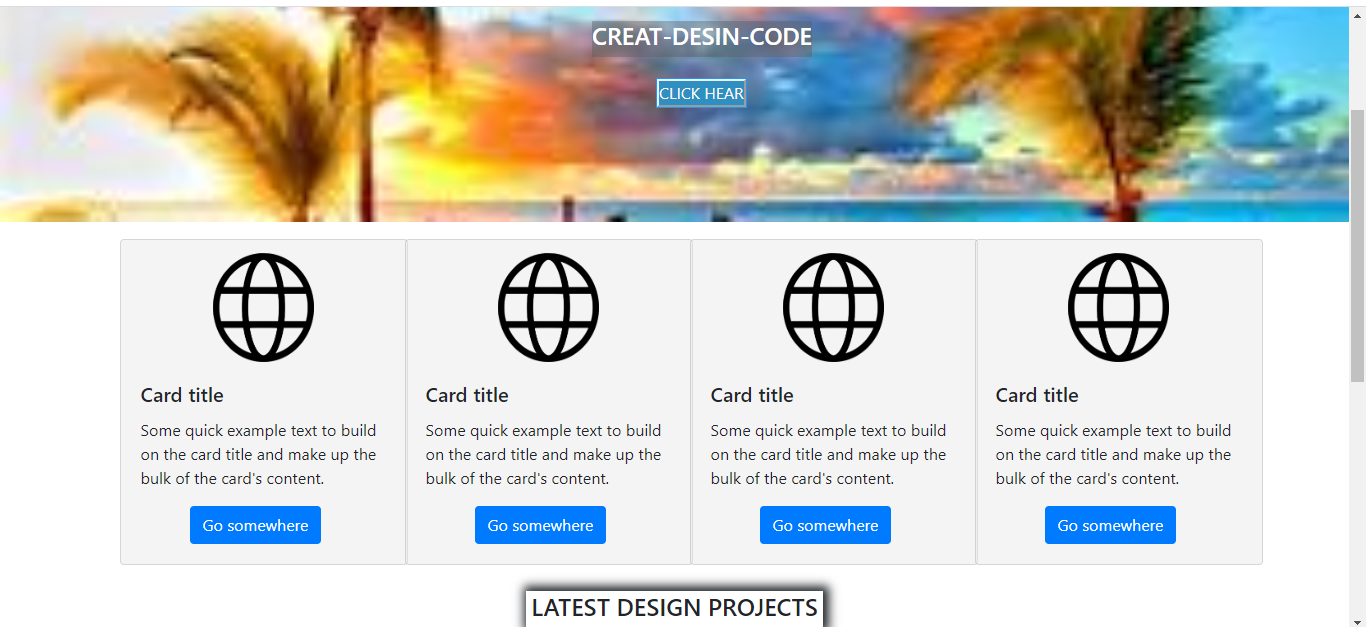 CREAT-DESIN-CODE
CLICK HEAR
Card title
Some quick example text to build
on the card title and make up the
bulk of the card's content.
Go somewhere
Card title
Some quick example text to build
on the card title and make up the
bulk of the card's content.
Go somewhere
Card title
Some quick example text to build
on the card title and make up the
bulk of the card's content.
Go somewhere
Card title
Some quick example text to build
on the card title and make up the
bulk of the card's content.
Go somewhere
LATEST DESIGN PROJECTS